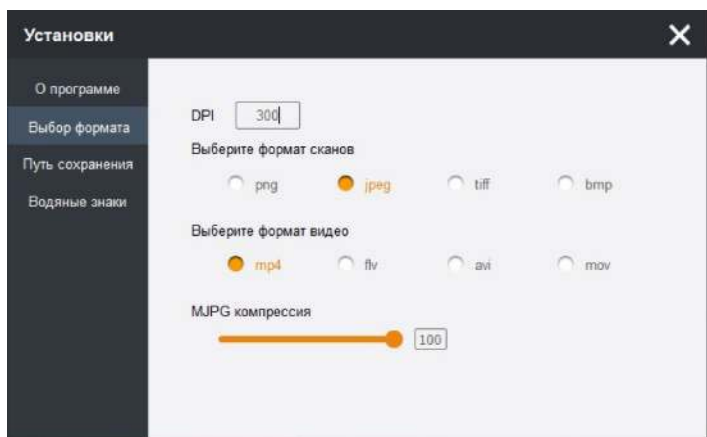 Установки
О программе
Выбор формата
Путь сохранения
Водяные знаки
DPI 300
Выберите формат сканов
png jpeg tiff bmp
Выберите формат видео
mp4 flv avi mov
MJPG компрессия
100